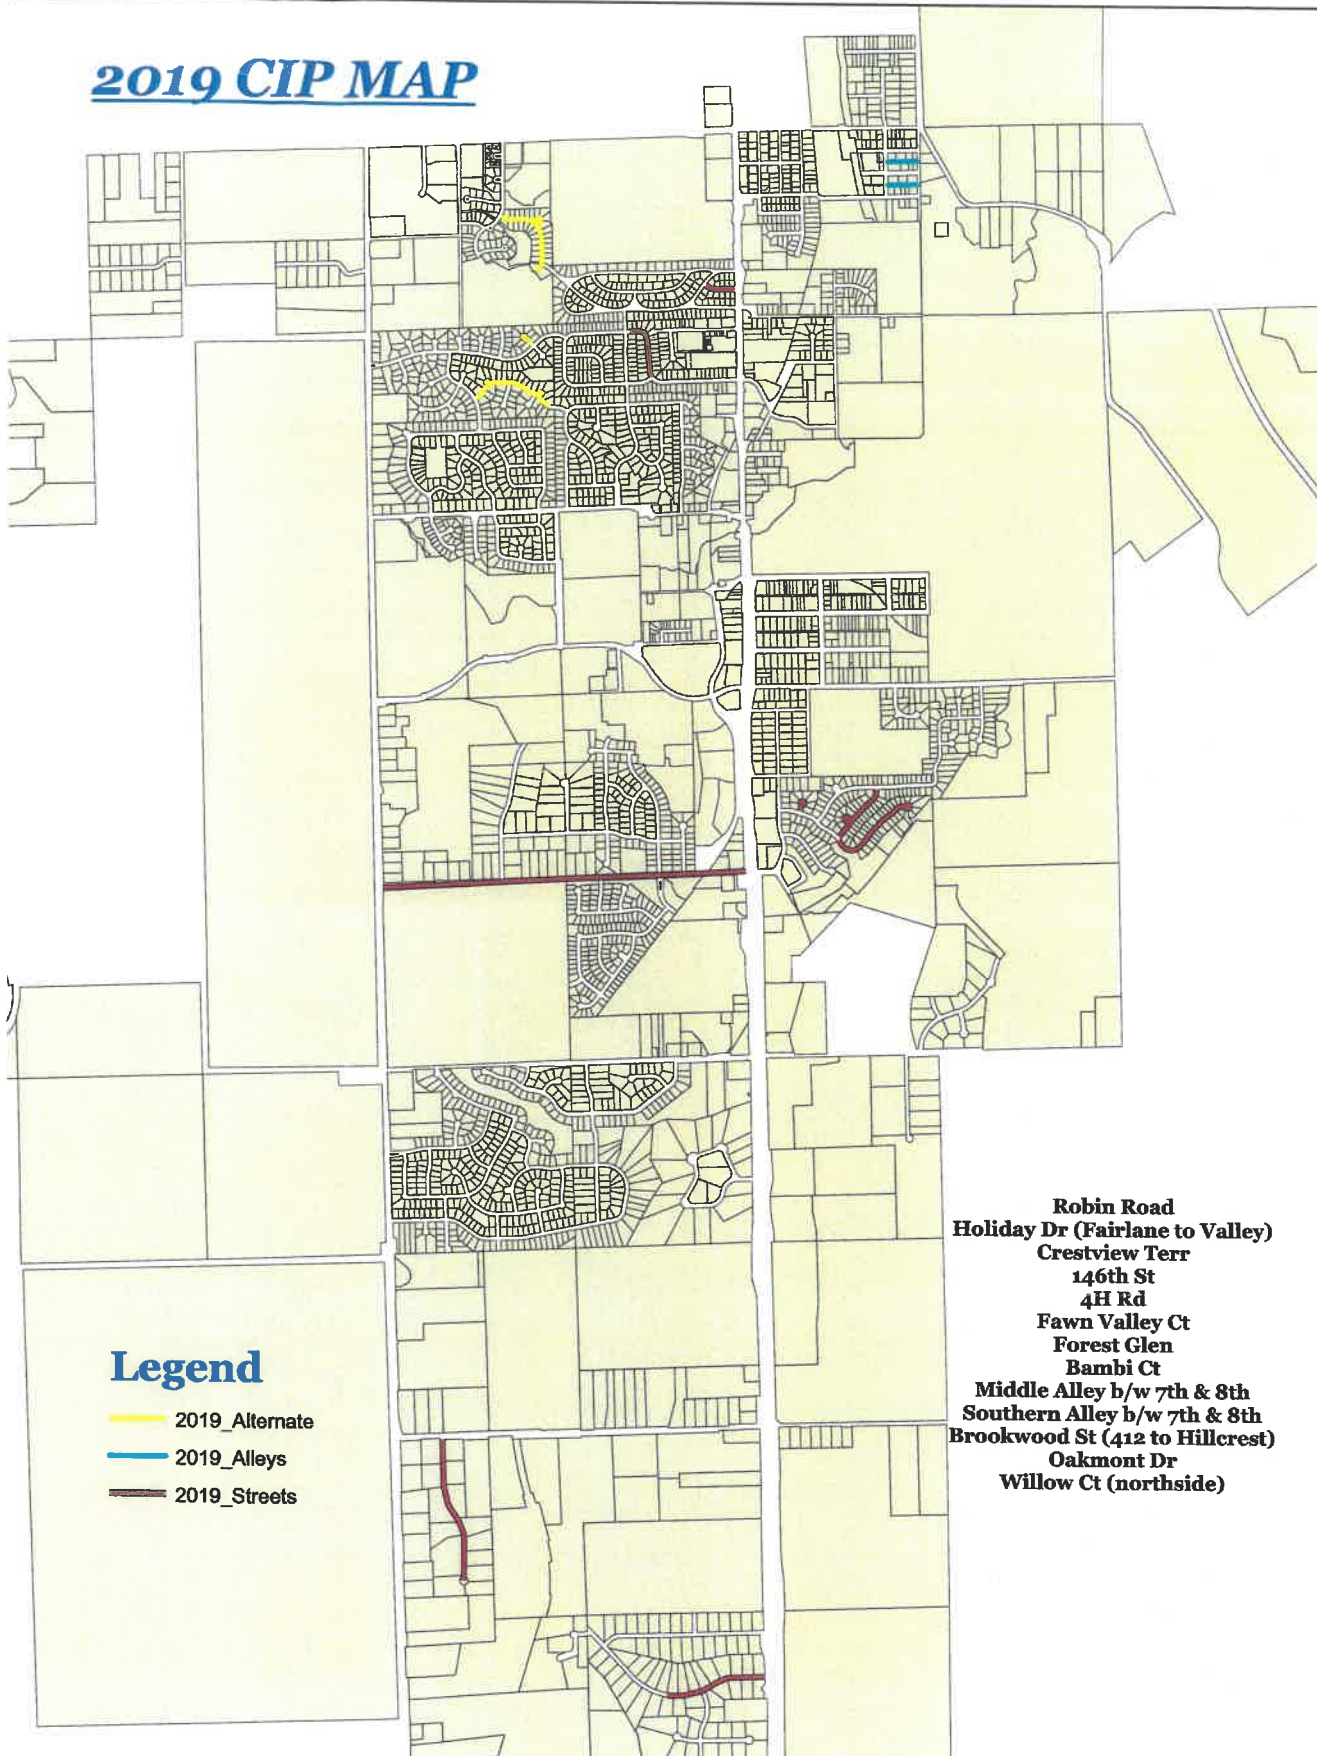 2019 CIP MAP
Robin Road
Holiday Dr (Fairlane to Valley)
Crestview Terr
146th St
4H Rd
Fawn Valley Ct
Forest Glen
Bambi Ct
Middle Alley b/w 7th & 8th
Southern Alley b/w 7th & 8th
Brookwood St (412 to Hillcrest)
Oakmont Dr
Willow Ct (northside)
Legend
2019_Alternate
2019_Alleys
2019_Streets